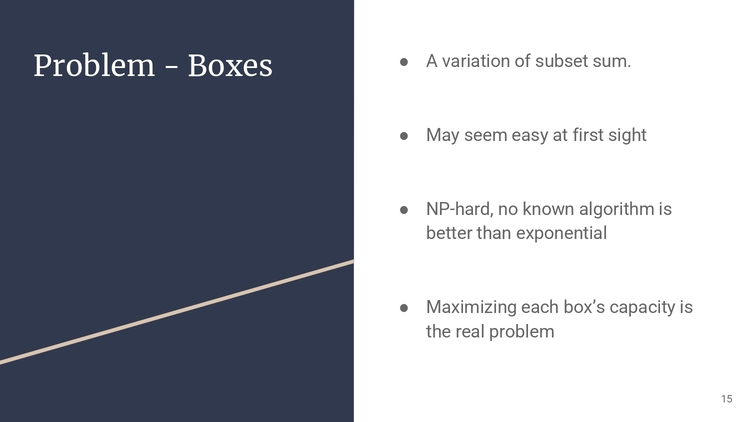 Problem - Boxes
● A variation of subset sum.
● May seem easy at first sight
● NP-hard, no known algorithm is
better than exponential
● Maximizing each box’s capacity is
the real problem
15